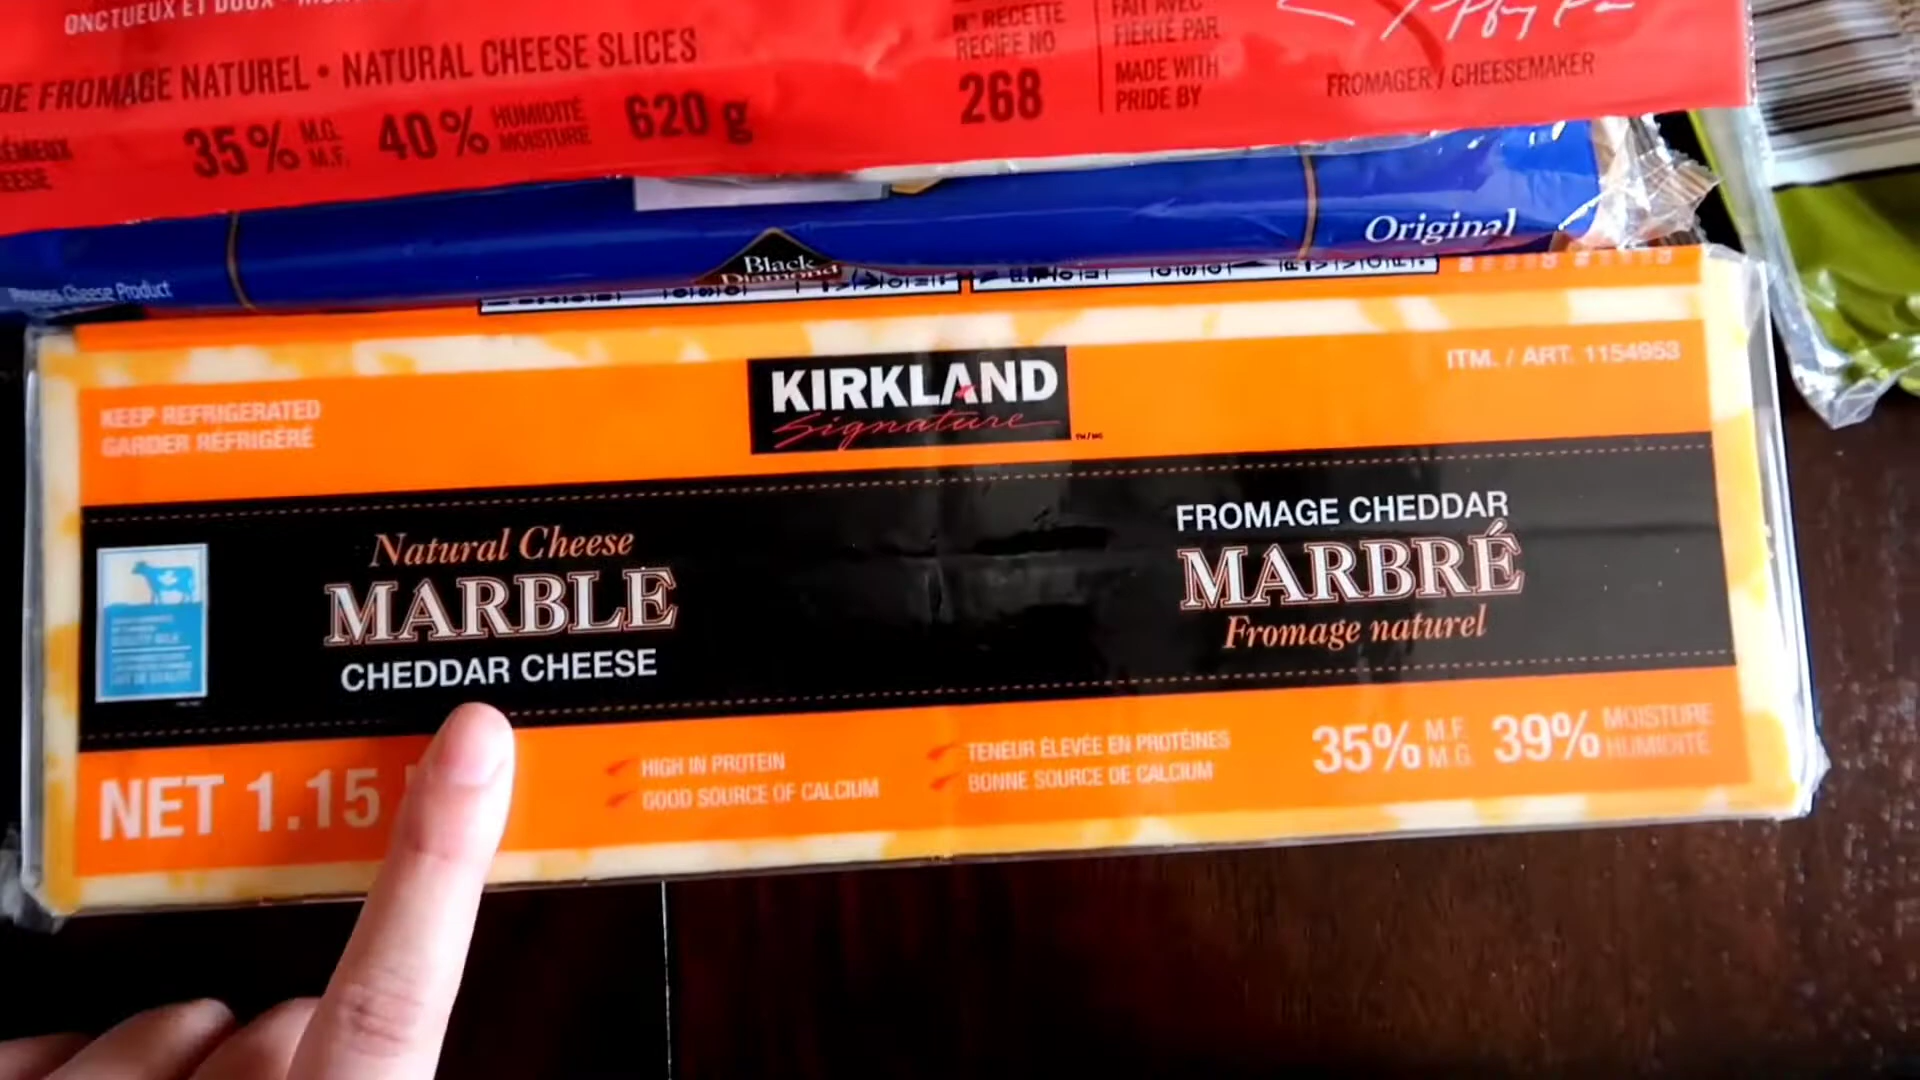 ONCTUEUX ET DOUX
DE FROMAGE NATUREL • NATURAL CHEESE SLICES
35% M.G. M.F. 40% HUMIDITÉ MOISTURE 620 g
N° RECETTE
RECIPE NO
268
FAIT AVEC
FIERTÉ PAR
MADE WITH
PRIDE BY
FROMAGER / CHEESEMAKER
Original
Black
Diamond
Process Cheese Product
KIRKLAND
Signature
TM/MC
ITM. / ART. 1154953
KEEP REFRIGERATED
GARDER RÉFRIGÉRÉ
Natural Cheese
MARBLE
CHEDDAR CHEESE
FROMAGE CHEDDAR
MARBRÉ
Fromage naturel
NET 1.15
HIGH IN PROTEIN
GOOD SOURCE OF CALCIUM
TENEUR ÉLEVÉE EN PROTÉINES
BONNE SOURCE DE CALCIUM
35% M.F. M.G. 39% MOISTURE HUMIDITÉ